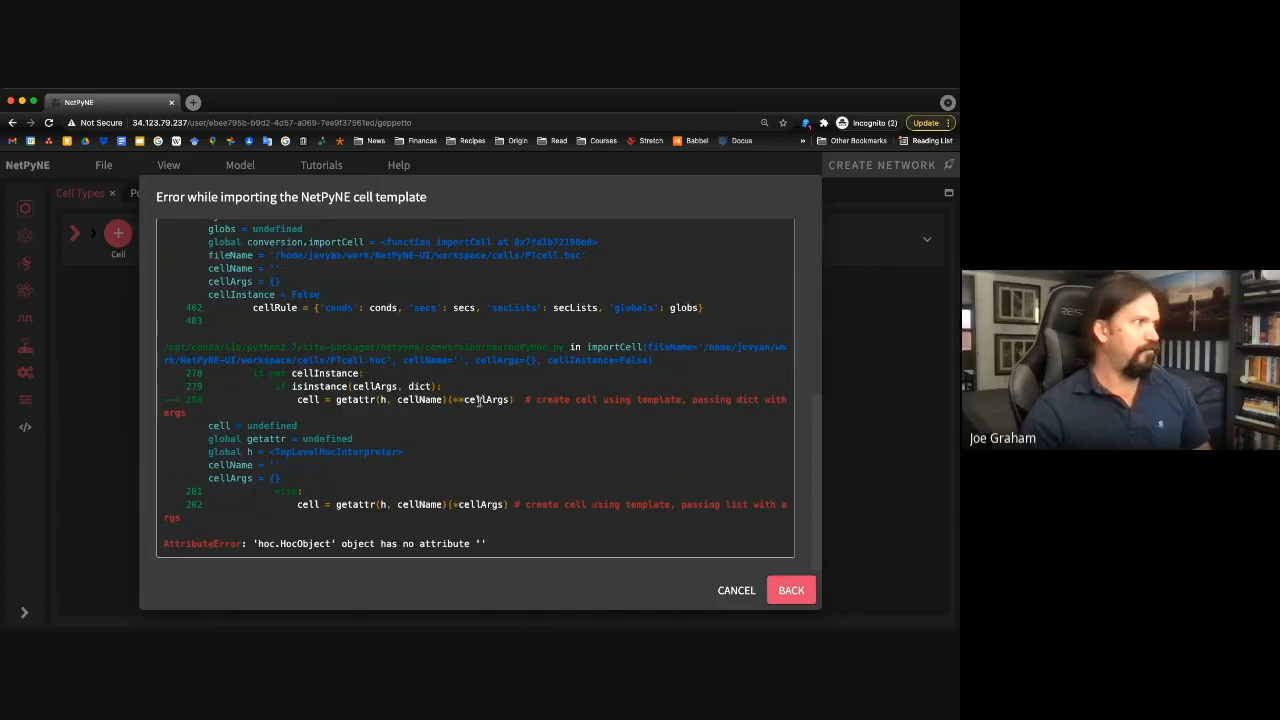 NetPyNE
Not Secure 34.123.79.237/user/ebee795b-b9d2-4d57-a069-7ee9f37561ed/geppetto
Incognito (2)
Update
News
Finances
Recipes
Origin
Read
Courses
Stretch
Babbel
Docus
Other Bookmarks
Reading List
NetPyNE File View Model Tutorials Help CREATE NETWORK
Cell Types
Cell
Error while importing the NetPyNE cell template
globs = undefined
global conversion.importCell = <function importCell at 0x7fd1b72190e0>
fileName = '/home/jovyan/work/NetPyNE-UI/workspace/cells/PTcell.hoc'
cellName = ''
cellArgs = {}
cellInstance = False
402 cellRule = {'conds': conds, 'secs': secs, 'secLists': secLists, 'globals': globs}
403
/opt/conda/lib/python3.7/site-packages/netpyne/conversion/neuronPyHoc.py in importCell(fileName='/home/jovyan/wo
rk/NetPyNE-UI/workspace/cells/PTcell.hoc', cellName='', cellArgs={}, cellInstance=False)
278 if not cellInstance:
279 if isinstance(cellArgs, dict):
--> 280 cell = getattr(h, cellName)(**cellArgs) # create cell using template, passing dict with
args
cell = undefined
global getattr = undefined
global h = <TopLevelHocInterpreter>
cellName = ''
cellArgs = {}
281 else:
282 cell = getattr(h, cellName)(*cellArgs) # create cell using template, passing list with a
rgs
AttributeError: 'hoc.HocObject' object has no attribute ''
CANCEL BACK
Joe Graham